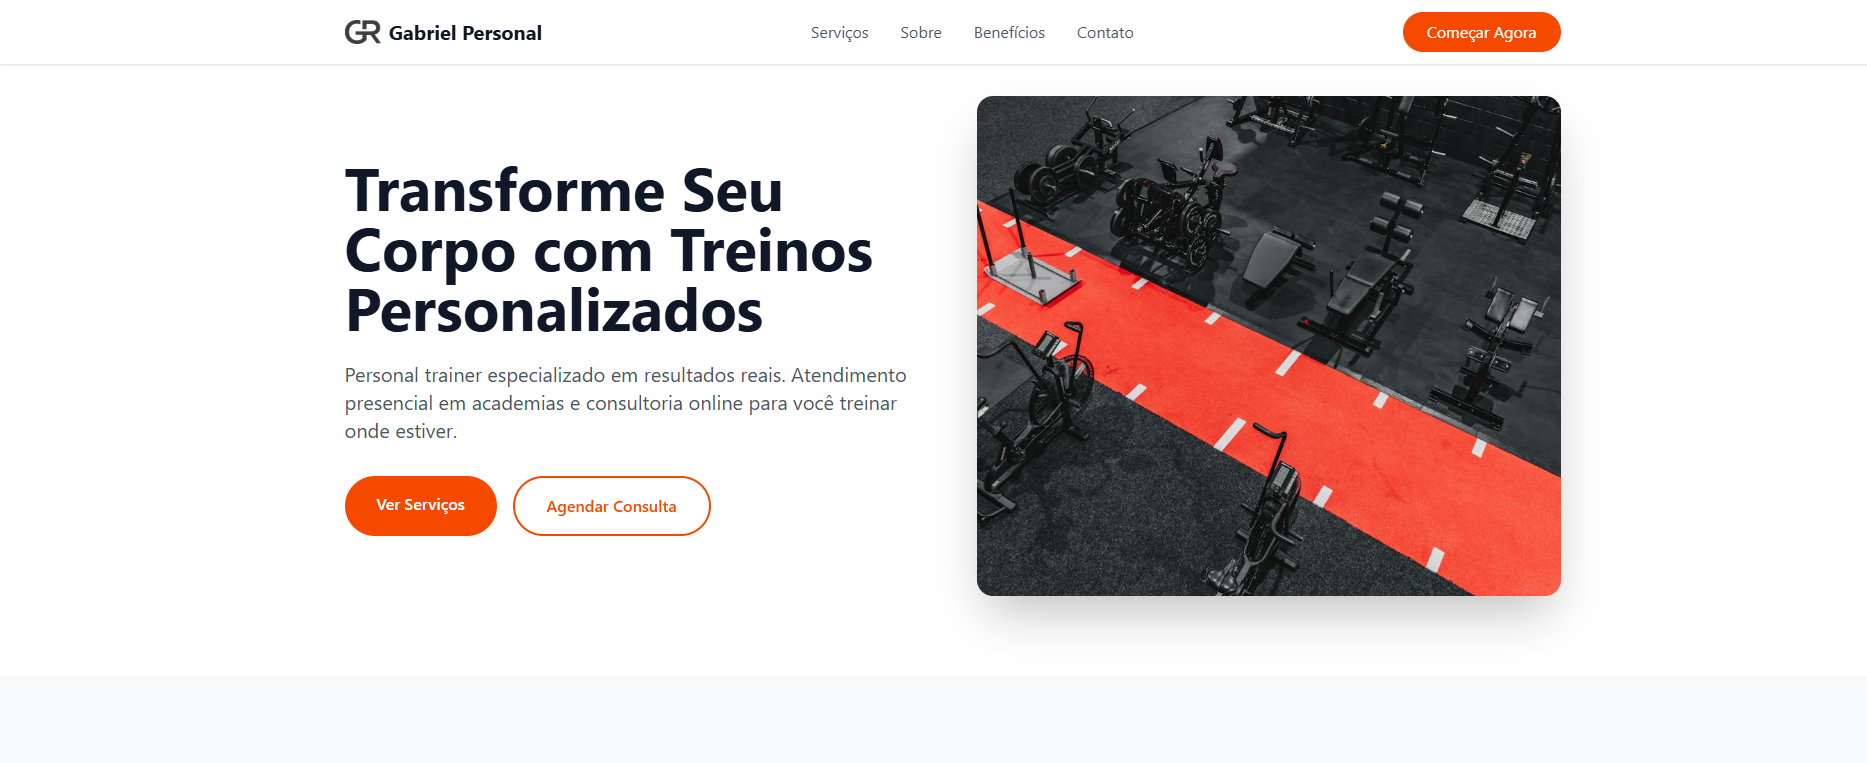 GR Gabriel Personal
Serviços
Sobre
Benefícios
Contato
Começar Agora
Transforme Seu
Corpo com Treinos
Personalizados
Personal trainer especializado em resultados reais. Atendimento
presencial em academias e consultoria online para você treinar
onde estiver.
Ver Serviços
Agendar Consulta